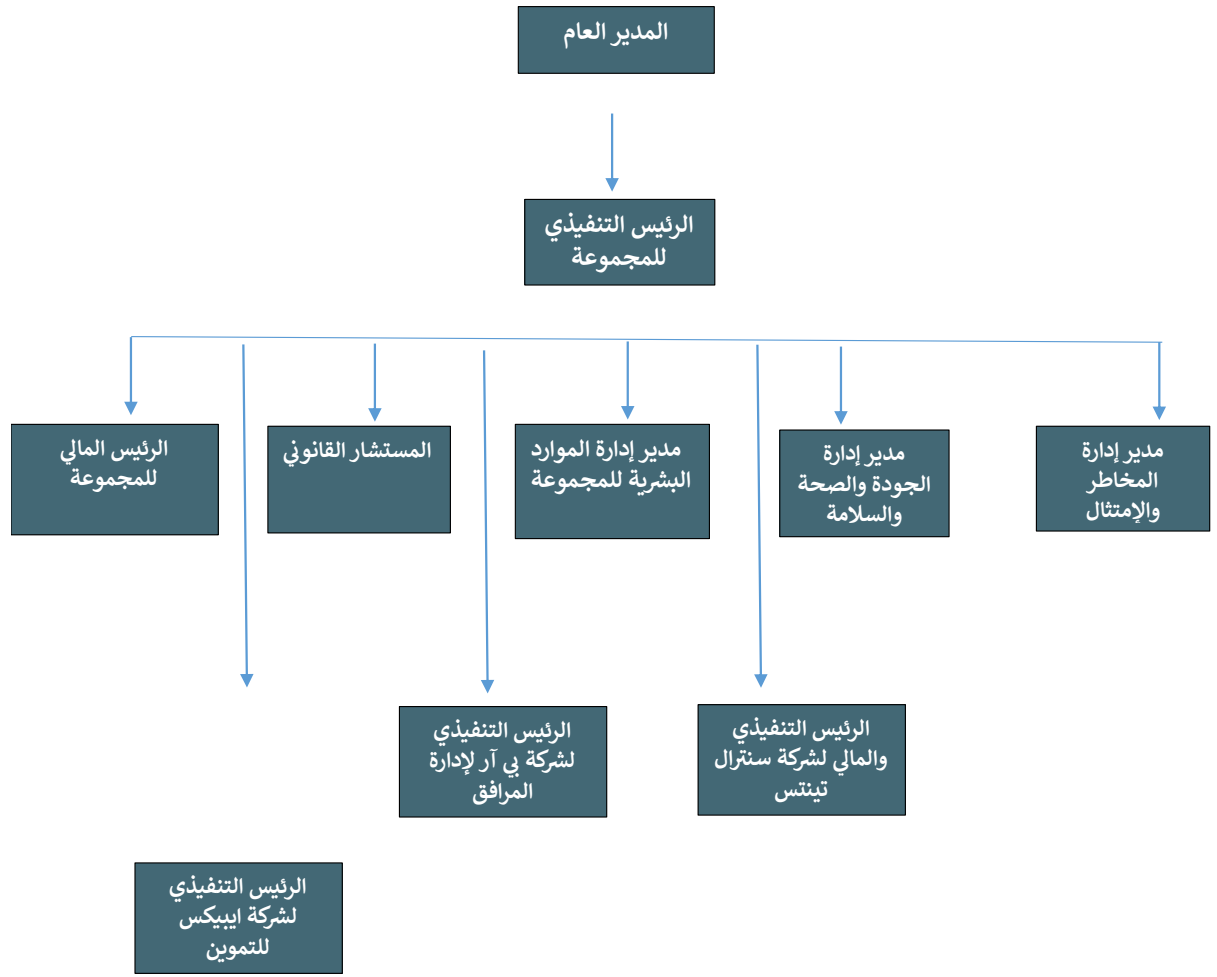 المدير العام
الرئيس التنفيذي
للمجموعة
مدير إدارة
المخاطر
والإمتثال
مدير إدارة
الجودة والصحة
والسلامة
مدير إدارة الموارد
البشرية للمجموعة
المستشار القانوني
الرئيس المالي
للمجموعة
الرئيس التنفيذي
والمالي لشركة سنترال
تينتس
الرئيس التنفيذي
لشركة بي آر لإدارة
المرافق
الرئيس التنفيذي
لشركة ايبيكس
للتموين